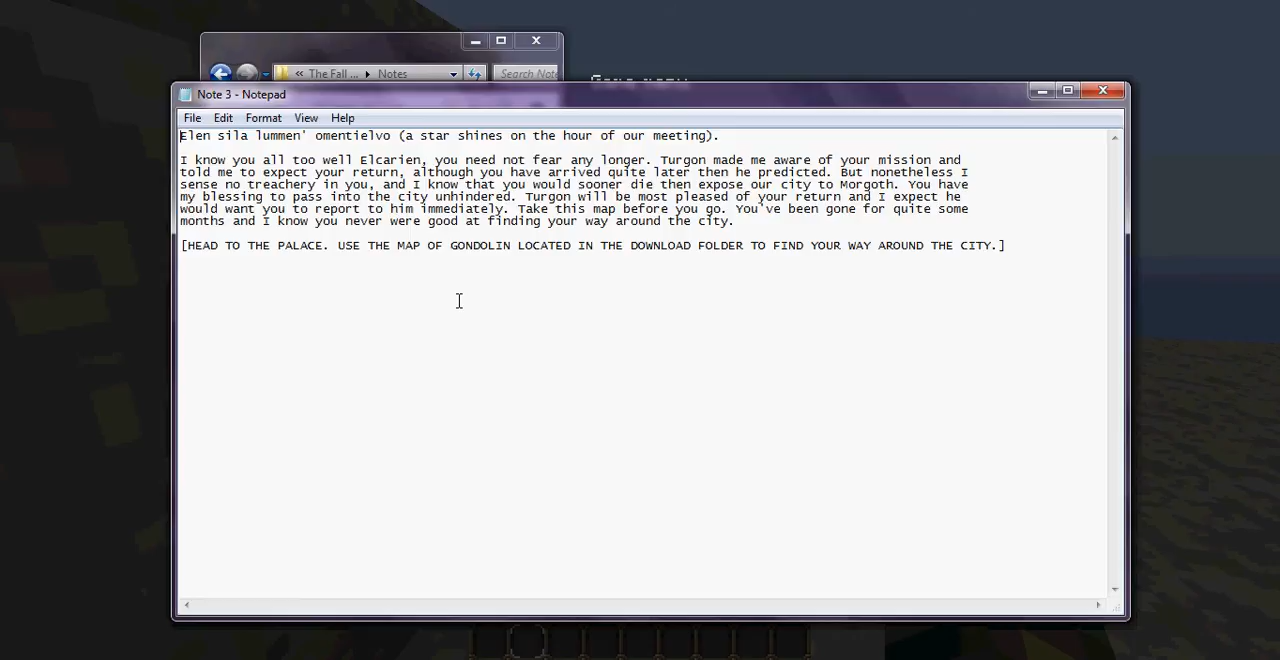 « The Fall ... ▸ Notes
Search Note
Note 3 - Notepad
File Edit Format View Help
Elen sila lummen' omentielvo (a star shines on the hour of our meeting).
I know you all too well Elcarien, you need not fear any longer. Turgon made me aware of your mission and
told me to expect your return, although you have arrived quite later then he predicted. But nonetheless I
sense no treachery in you, and I know that you would sooner die then expose our city to Morgoth. You have
my blessing to pass into the city unhindered. Turgon will be most pleased of your return and I expect he
would want you to report to him immediately. Take this map before you go. You've been gone for quite some
months and I know you never were good at finding your way around the city.
[HEAD TO THE PALACE. USE THE MAP OF GONDOLIN LOCATED IN THE DOWNLOAD FOLDER TO FIND YOUR WAY AROUND THE CITY.]